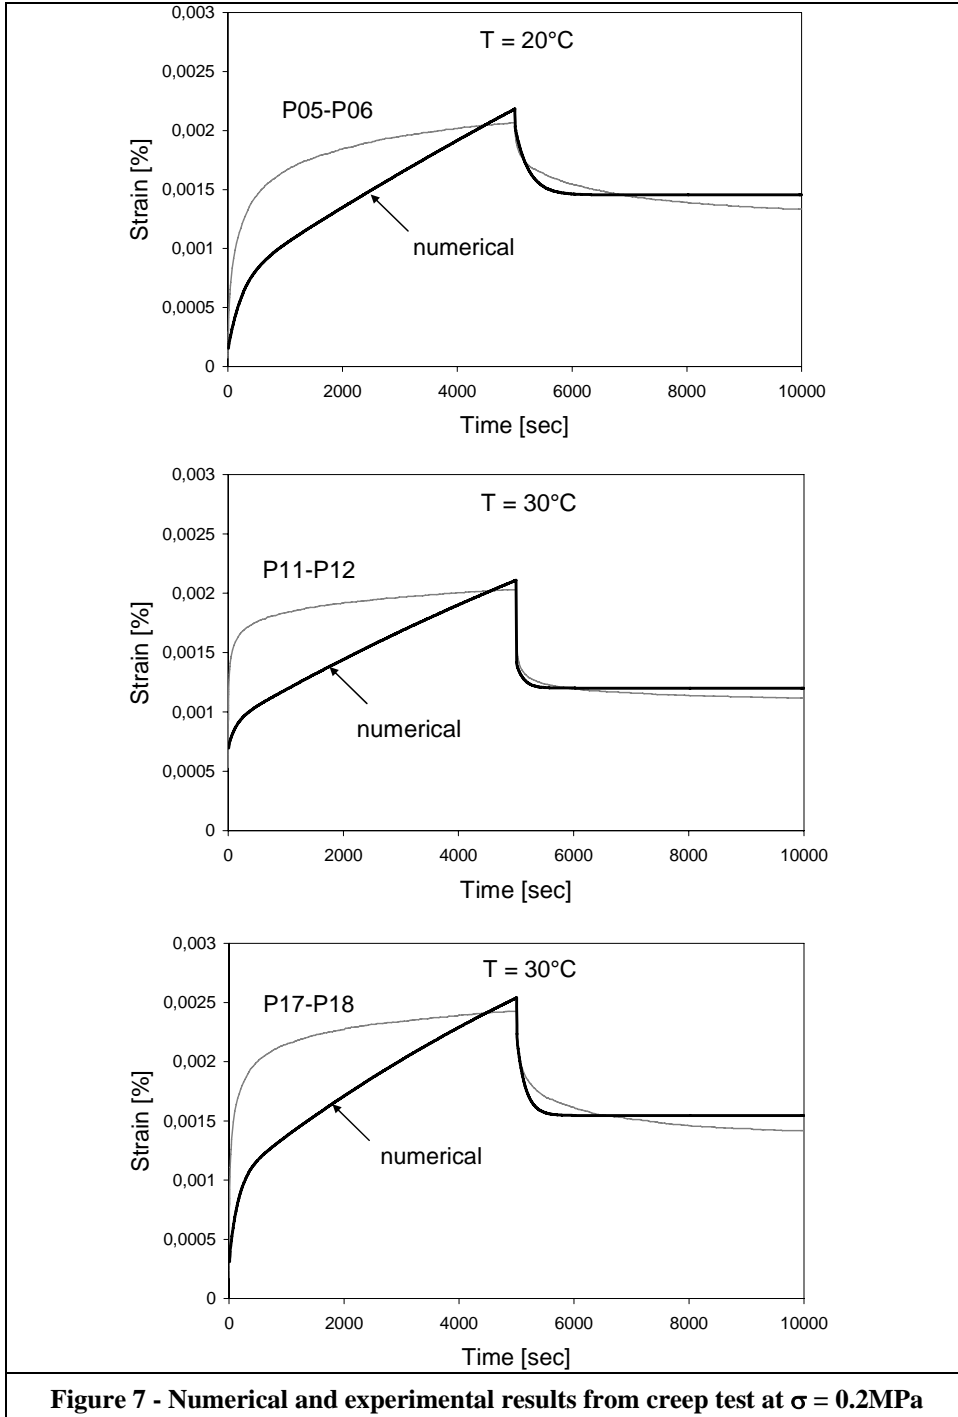 T = 20°C
P05-P06
numerical
Strain [%]
0,003
0,0025
0,002
0,0015
0,001
0,0005
0
0 2000 4000 6000 8000 10000
Time [sec]
T = 30°C
P11-P12
numerical
Strain [%]
0,003
0,0025
0,002
0,0015
0,001
0,0005
0
0 2000 4000 6000 8000 10000
Time [sec]
T = 30°C
P17-P18
numerical
Strain [%]
0,003
0,0025
0,002
0,0015
0,001
0,0005
0
0 2000 4000 6000 8000 10000
Time [sec]
Figure 7 - Numerical and experimental results from creep test at σ = 0.2MPa